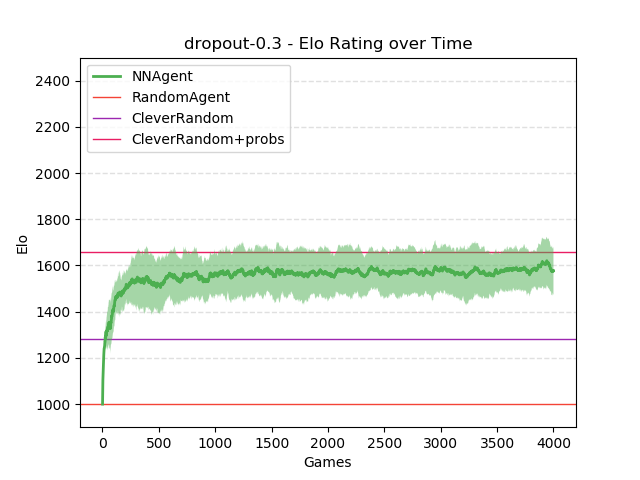 dropout-0.3 - Elo Rating over Time
NNAgent
RandomAgent
CleverRandom
CleverRandom+probs
2400
2200
2000
1800
1600
1400
1200
1000
Elo
0 500 1000 1500 2000 2500 3000 3500 4000
Games